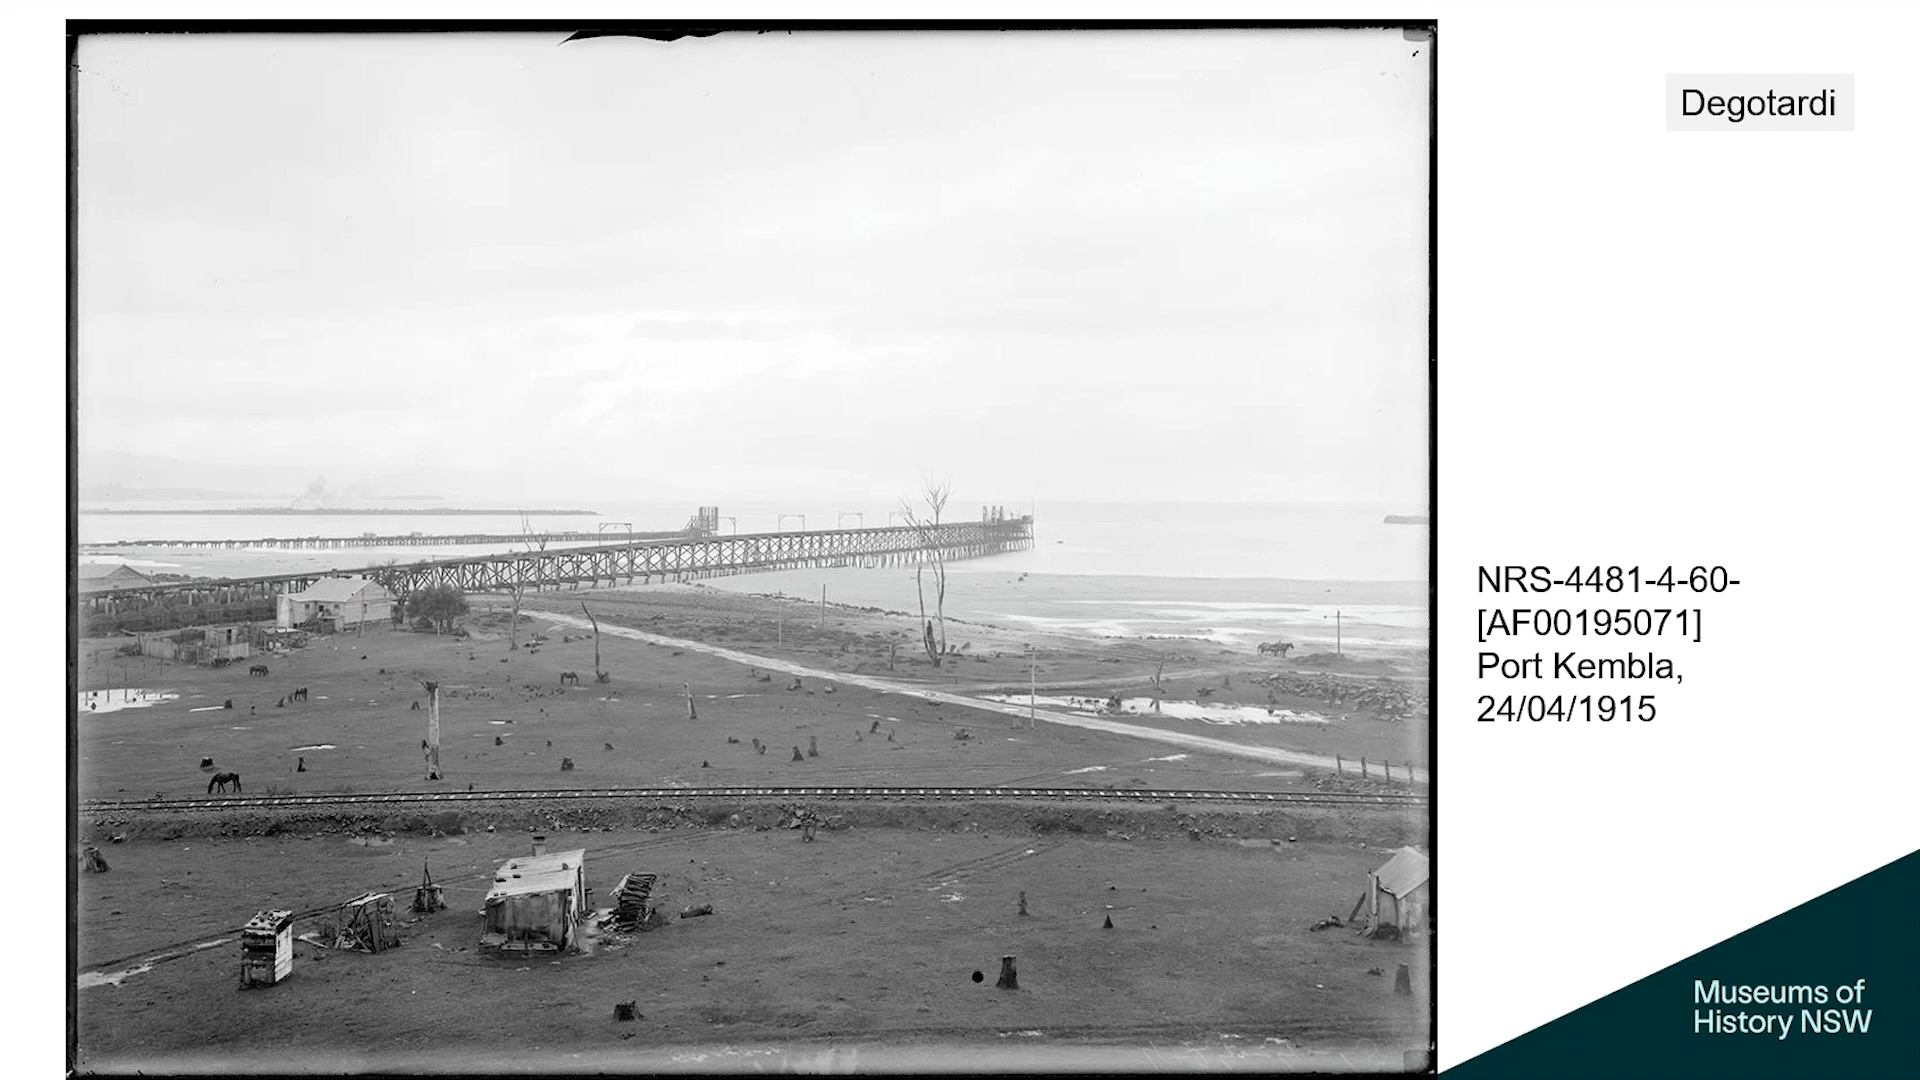 Degotardi
NRS-4481-4-60-
[AF00195071]
Port Kembla,
24/04/1915
Museums of
History NSW